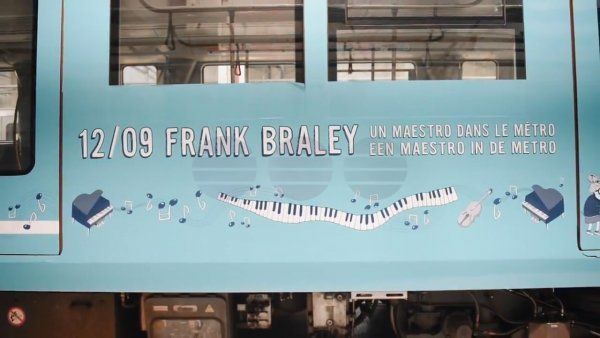 12/09 FRANK BRALEY
UN MAESTRO DANS LE MÉTRO
EEN MAESTRO IN DE METRO